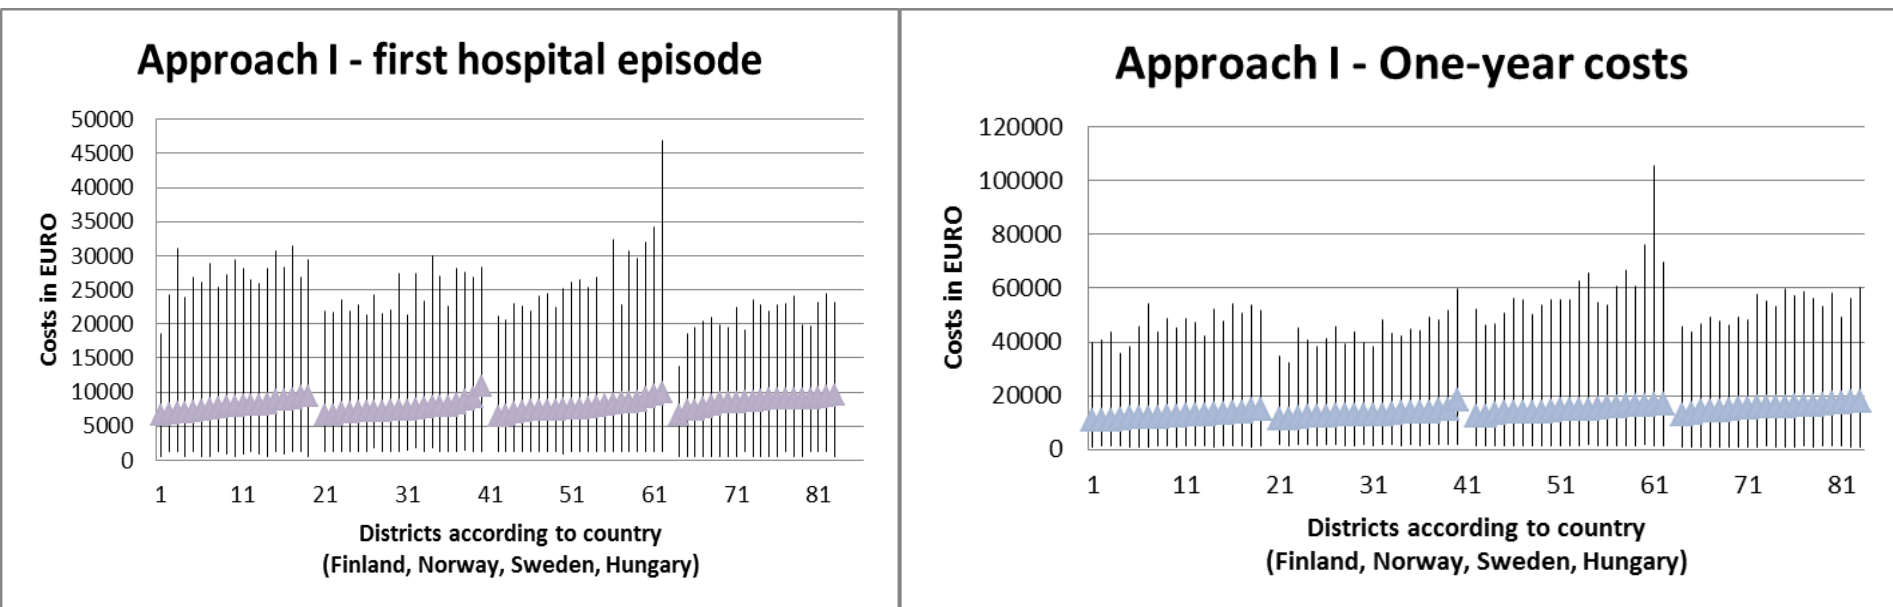 Approach I - first hospital episode
50000
45000
40000
35000
30000
25000
20000
15000
10000
5000
0
Costs in EURO
1 11 21 31 41 51 61 71 81
Districts according to country
(Finland, Norway, Sweden, Hungary)
Approach I - One-year costs
120000
100000
80000
60000
40000
20000
0
Costs in EURO
1 11 21 31 41 51 61 71 81
Districts according to country
(Finland, Norway, Sweden, Hungary)